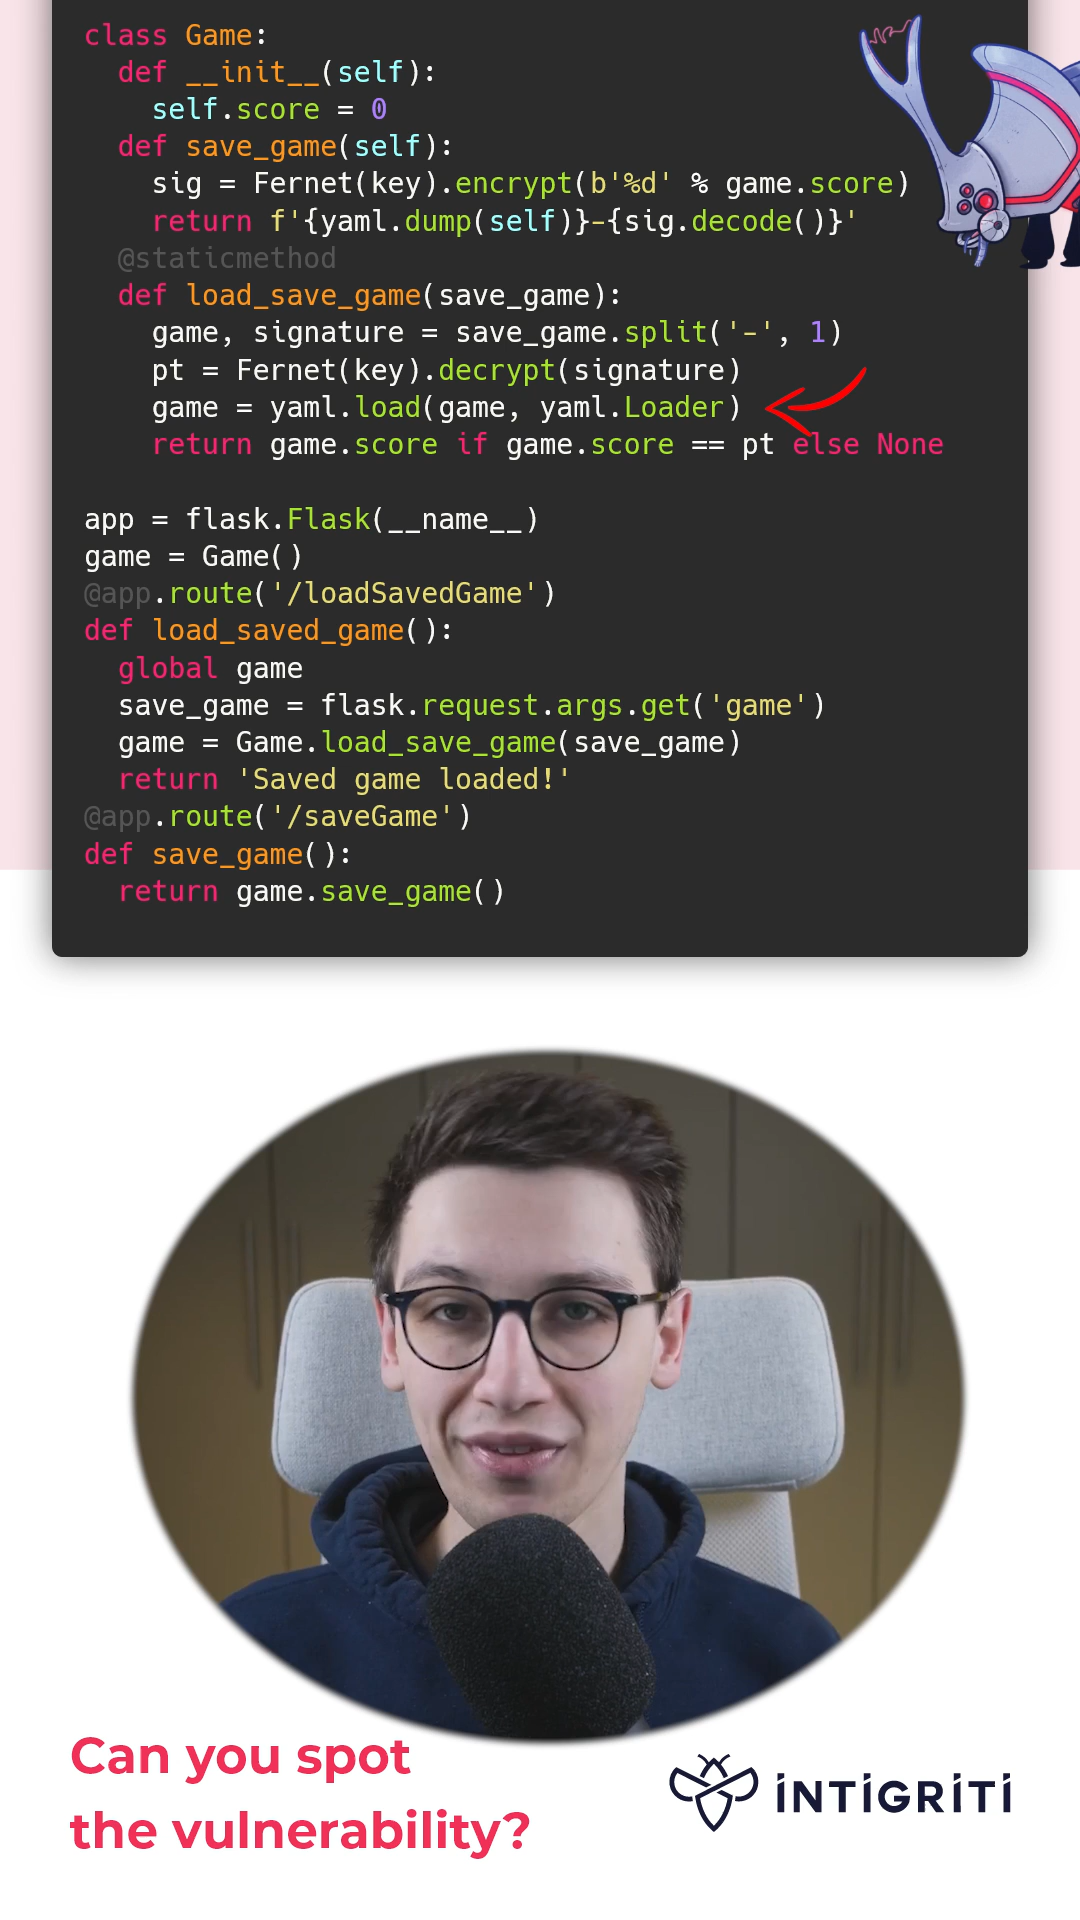 class Game:
  def __init__(self):
    self.score = 0
  def save_game(self):
    sig = Fernet(key).encrypt(b'%d' % game.score)
    return f'{yaml.dump(self)}-{sig.decode()}'
  @staticmethod
  def load_save_game(save_game):
    game, signature = save_game.split('-', 1)
    pt = Fernet(key).decrypt(signature)
    game = yaml.load(game, yaml.Loader)
    return game.score if game.score == pt else None

app = flask.Flask(__name__)
game = Game()
@app.route('/loadSavedGame')
def load_saved_game():
  global game
  save_game = flask.request.args.get('game')
  game = Game.load_save_game(save_game)
  return 'Saved game loaded!'
@app.route('/saveGame')
def save_game():
  return game.save_game()
Can you spot
the vulnerability?
INTIGRITI